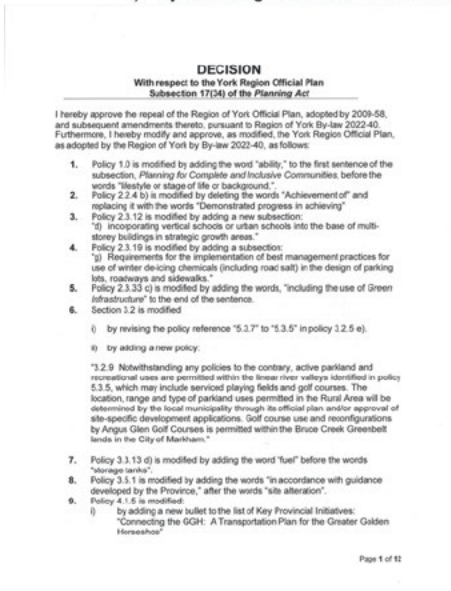 DECISION
With respect to the York Region Official Plan
Subsection 17(34) of the Planning Act
I hereby approve the repeal of the Region of York Official Plan, adopted by 2009-58,
and subsequent amendments thereto, pursuant to Region of York By-law 2022-40.
Furthermore, I hereby modify and approve, as modified, the York Region Official Plan,
as adopted by the Region of York by By-law 2022-40, as follows:
1. Policy 1.0 is modified by adding the word "ability," to the first sentence of the
subsection, Planning for Complete and Inclusive Communities, before the
words "lifestyle or stage of life or background,".
2. Policy 2.2.4 b) is modified by deleting the words "Achievement of" and
replacing it with the words "Demonstrated progress in achieving"
3. Policy 2.3.12 is modified by adding a new subsection:
"d) incoporating vertical schools or urban schools into the base of multi-
storey buildings in strategic growth areas."
4. Policy 2.3.19 is modified by adding a subsection:
"g) Requirements for the implementation of best management practices for
use of winter de-icing chemicals (including road salt) in the design of parking
lots, roadways and sidewalks."
5. Policy 2.3.33 c) is modified by adding the words, "including the use of Green
Infrastructure" to the end of the sentence.
6. Section 3.2 is modified
i) by revising the policy reference "5.3.7" to "5.3.5" in policy 3.2.5 e).
ii) by adding a new policy:
"3.2.9 Notwithstanding any policies to the contrary, active parkland and
recreational uses are permitted within the linear river valleys identified in policy
5.3.5, which may include serviced playing fields and golf courses. The
location, range and type of parkland uses permitted in the Rural Area will be
determined by the local municipality through its official plan and/or approval of
site-specific development applications. Golf course use and reconfigurations
by Angus Glen Golf Courses is permitted within the Bruce Creek Greenbelt
lands in the City of Markham."
7. Policy 3.3.13 d) is modified by adding the word "fuel" before the words
"storage tanks".
8. Policy 3.5.1 is modified by adding the words "in accordance with guidance
developed by the Province," after the words "site alteration".
9. Policy 4.1.5 is modified:
i) by adding a new bullet to the list of Key Provincial Initiatives:
"Connecting the GGH: A Transportation Plan for the Greater Golden
Horseshoe"
Page 1 of 12